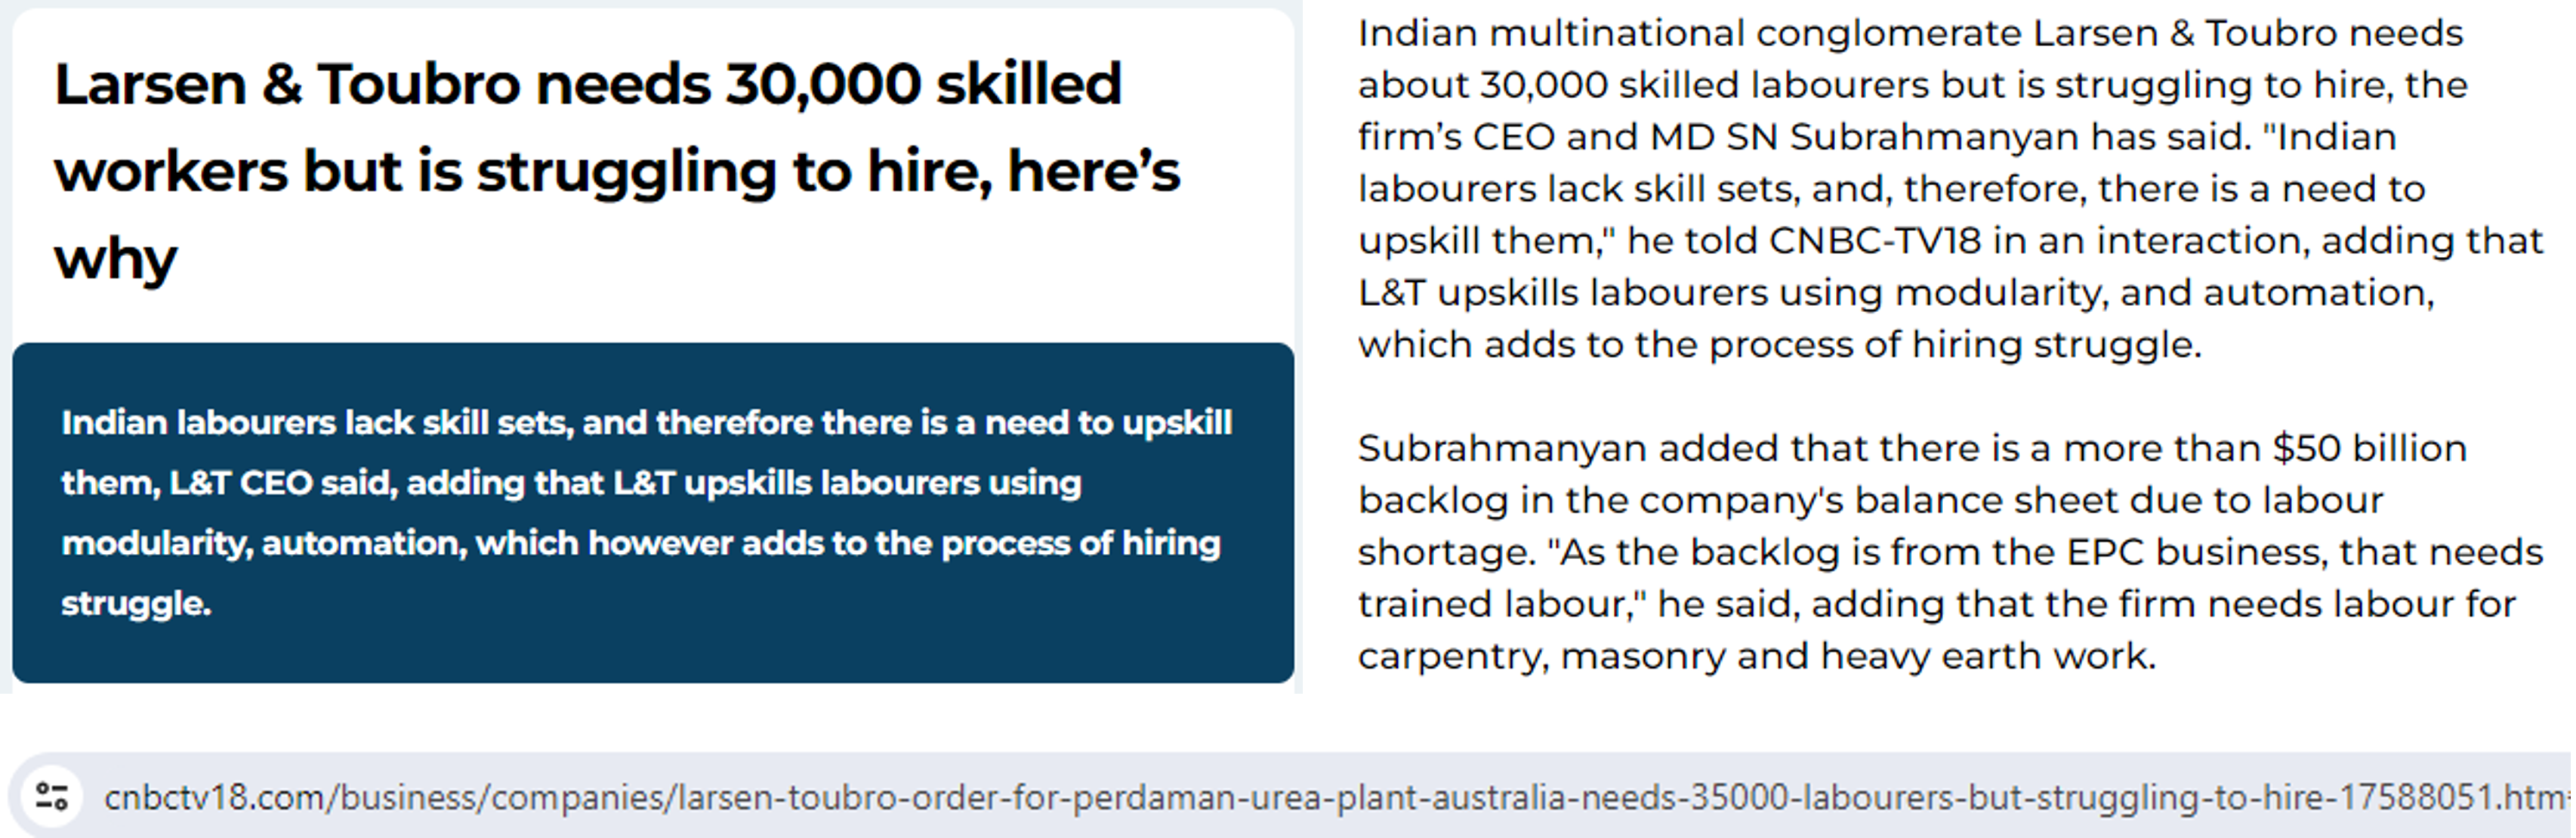 Larsen & Toubro needs 30,000 skilled
workers but is struggling to hire, here’s
why
Indian labourers lack skill sets, and therefore there is a need to upskill
them, L&T CEO said, adding that L&T upskills labourers using
modularity, automation, which however adds to the process of hiring
struggle.
Indian multinational conglomerate Larsen & Toubro needs
about 30,000 skilled labourers but is struggling to hire, the
firm’s CEO and MD SN Subrahmanyan has said. "Indian
labourers lack skill sets, and, therefore, there is a need to
upskill them," he told CNBC-TV18 in an interaction, adding that
L&T upskills labourers using modularity, and automation,
which adds to the process of hiring struggle.
Subrahmanyan added that there is a more than $50 billion
backlog in the company's balance sheet due to labour
shortage. "As the backlog is from the EPC business, that needs
trained labour," he said, adding that the firm needs labour for
carpentry, masonry and heavy earth work.
cnbctv18.com/business/companies/larsen-toubro-order-for-perdaman-urea-plant-australia-needs-35000-labourers-but-struggling-to-hire-17588051.htm